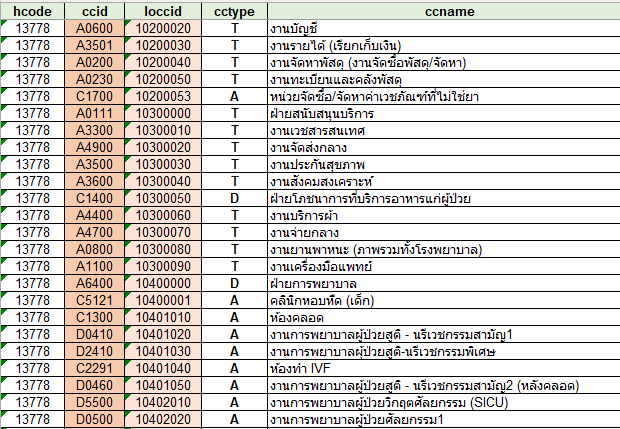 hcode ccid loccid cctype ccname
13778 A0600 10200020 T งานบัญชี
13778 A3501 10200030 T งานรายได้ (เรียกเก็บเงิน)
13778 A0200 10200040 T งานจัดหาพัสดุ (งานจัดซื้อพัสดุ/จัดหา)
13778 A0230 10200050 T งานทะเบียนและคลังพัสดุ
13778 C1700 10200053 A หน่วยจัดซื้อ/จัดหาค่าเวชภัณฑ์ที่ไม่ใช่ยา
13778 A0111 10300000 T ฝ่ายสนับสนุนบริการ
13778 A3300 10300010 T งานเวชสารสนเทศ
13778 A4900 10300020 T งานจัดส่งกลาง
13778 A3500 10300030 T งานประกันสุขภาพ
13778 A3600 10300040 T งานสังคมสงเคราะห์
13778 C1400 10300050 D ฝ่ายโภชนาการที่บริการอาหารแก่ผู้ป่วย
13778 A4400 10300060 T งานบริการผ้า
13778 A4700 10300070 T งานจ่ายกลาง
13778 A0800 10300080 T งานยานพาหนะ (ภาพรวมทั้งโรงพยาบาล)
13778 A1100 10300090 T งานเครื่องมือแพทย์
13778 A6400 10400000 D ฝ่ายการพยาบาล
13778 C5121 10400001 A คลินิกหอบหืด (เด็ก)
13778 C1300 10401010 A ห้องคลอด
13778 D0410 10401020 A งานการพยาบาลผู้ป่วยสูติ - นรีเวชกรรมสามัญ1
13778 D2410 10401030 A งานการพยาบาลผู้ป่วยสูติ-นรีเวชกรรมพิเศษ
13778 C2291 10401040 A ห้องทำ IVF
13778 D0460 10401050 A งานการพยาบาลผู้ป่วยสูติ - นรีเวชกรรมสามัญ2 (หลังคลอด)
13778 D5500 10402010 A งานการพยาบาลผู้ป่วยวิกฤตศัลยกรรม (SICU)
13778 D0500 10402020 A งานการพยาบาลผู้ป่วยศัลยกรรม1